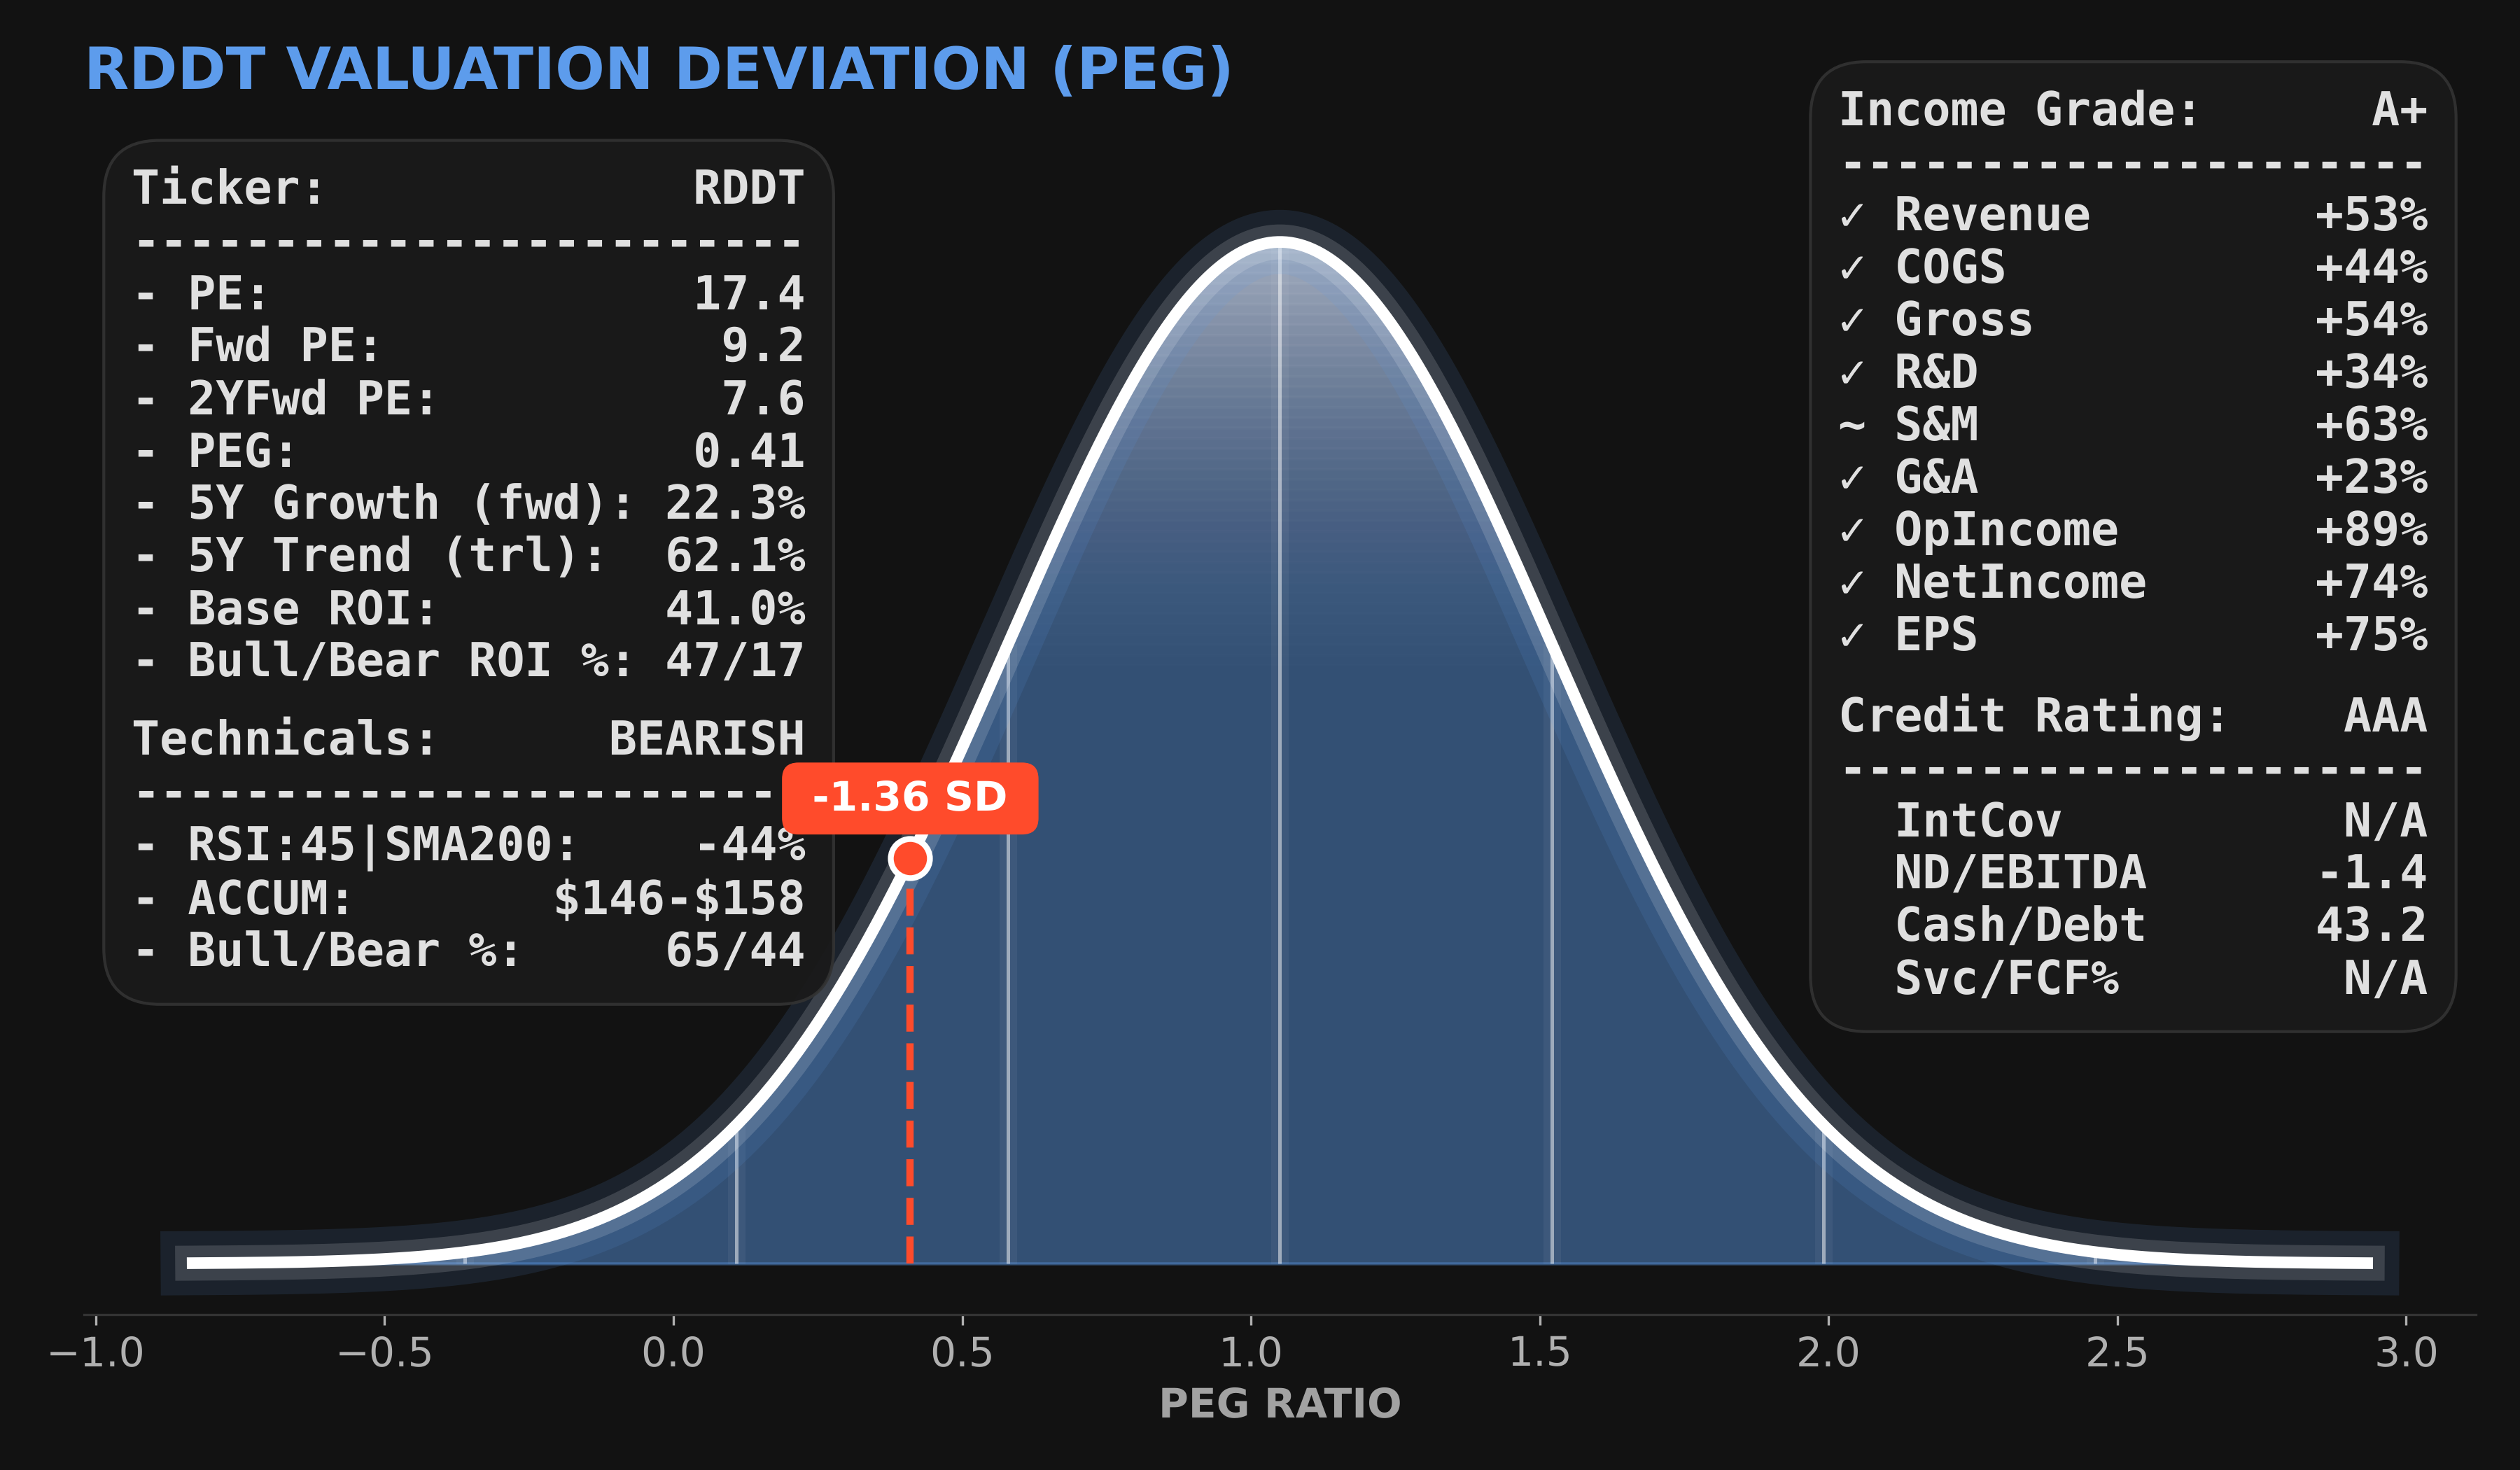 RDDT VALUATION DEVIATION (PEG)
Ticker: RDDT
------------------------
- PE: 17.4
- Fwd PE: 9.2
- 2YFwd PE: 7.6
- PEG: 0.41
- 5Y Growth (fwd): 22.3%
- 5Y Trend (trl): 62.1%
- Base ROI: 41.0%
- Bull/Bear ROI %: 47/17
Technicals: BEARISH
------------------------
- RSI:45|SMA200: -44%
- ACCUM: $146-$158
- Bull/Bear %: 65/44
-1.36 SD
Income Grade: A+
---------------------
✓ Revenue +53%
✓ COGS +44%
✓ Gross +54%
✓ R&D +34%
~ S&M +63%
✓ G&A +23%
✓ OpIncome +89%
✓ NetIncome +74%
✓ EPS +75%
Credit Rating: AAA
---------------------
IntCov N/A
ND/EBITDA -1.4
Cash/Debt 43.2
Svc/FCF% N/A
−1.0 −0.5 0.0 0.5 1.0 1.5 2.0 2.5 3.0
PEG RATIO